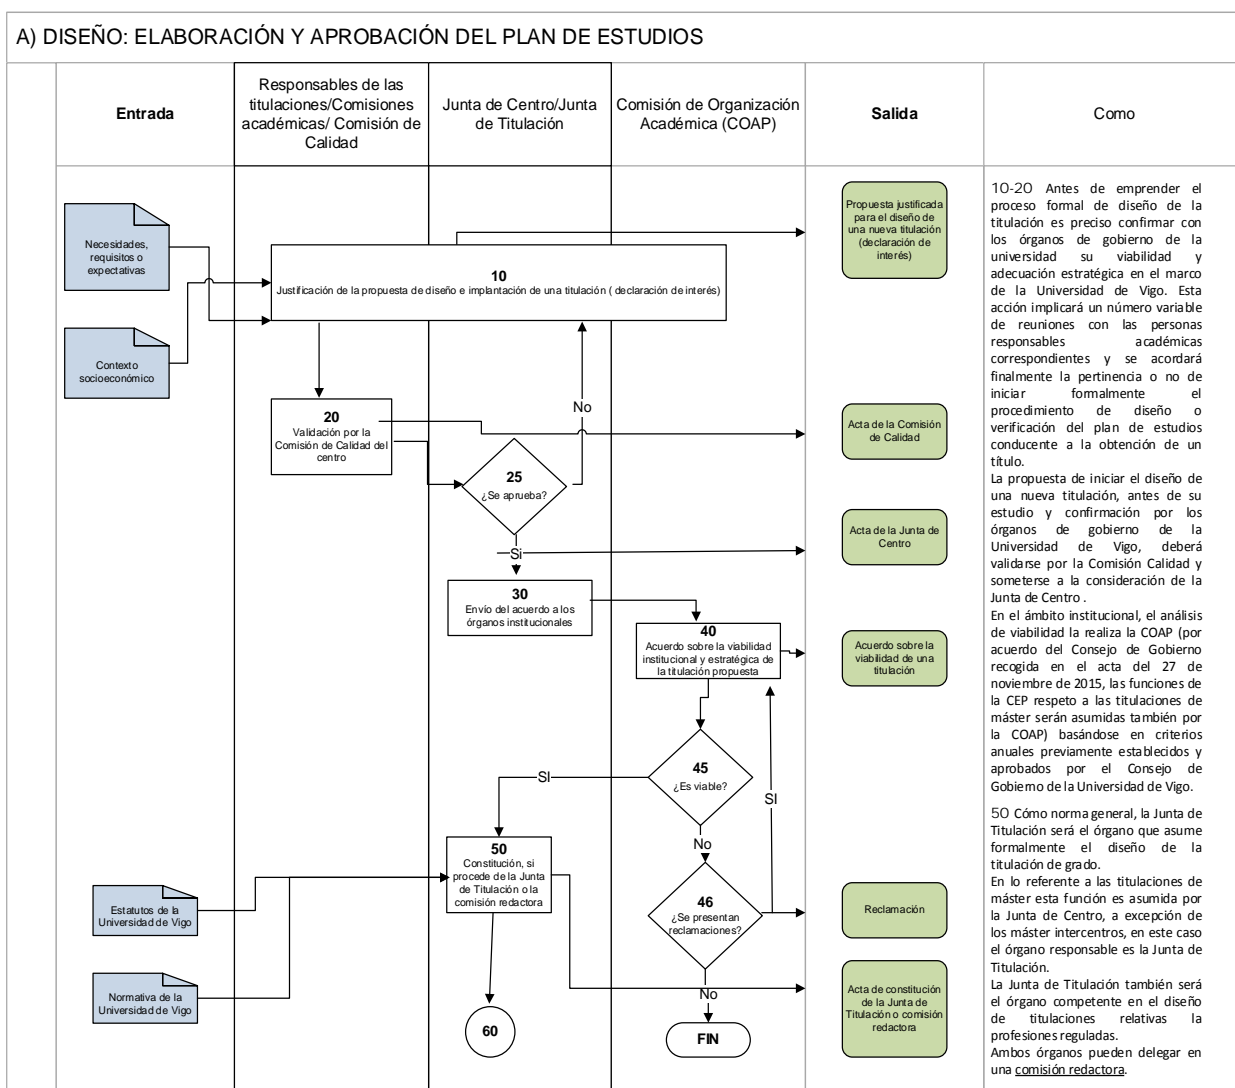 A) DISEÑO: ELABORACIÓN Y APROBACIÓN DEL PLAN DE ESTUDIOS
Entrada
Responsables de las
titulaciones/Comisiones
académicas/ Comisión de
Calidad
Junta de Centro/Junta
de Titulación
Comisión de Organización
Académica (COAP)
Salida
Como
Necesidades,
requisitos o
expectativas
Contexto
socioeconómico
10
Justificación de la propuesta de diseño e implantación de una titulación ( declaración de interés)
Propuesta justificada
para el diseño de
una nueva titulación
(declaración de
interés)
20
Validación por la
Comisión de Calidad del
centro
No
Acta de la Comisión
de Calidad
25
¿Se aprueba?
Si
Acta de la Junta de
Centro
30
Envío del acuerdo a los
órganos institucionales
40
Acuerdo sobre la viabilidad
institucional y estratégica de
la titulación propuesta
Acuerdo sobre la
viabilidad de una
titulación
45
¿Es viable?
SI
SI
No
50
Constitución, si
procede de la Junta
de Titulación o la
comisión redactora
46
¿Se presentan
reclamaciones?
Reclamación
Estatutos de la
Universidad de Vigo
Normativa de la
Universidad de Vigo
No
Acta de constitución
de la Junta de
Titulación o comisión
redactora
60
FIN
10-20 Antes de emprender el
proceso formal de diseño de la
titulación es preciso confirmar con
los órganos de gobierno de la
universidad su viabilidad y
adecuación estratégica en el marco
de la Universidad de Vigo. Esta
acción implicará un número variable
de reuniones con las personas
responsables académicas
correspondientes y se acordará
finalmente la pertinencia o no de
iniciar formalmente el
procedimiento de diseño o
verificación del plan de estudios
conducente a la obtención de un
título.
La propuesta de iniciar el diseño de
una nueva titulación, antes de su
estudio y confirmación por los
órganos de gobierno de la
Universidad de Vigo, deberá
validarse por la Comisión Calidad y
someterse a la consideración de la
Junta de Centro .
En el ámbito institucional, el análisis
de viabilidad la realiza la COAP (por
acuerdo del Consejo de Gobierno
recogida en el acta del 27 de
noviembre de 2015, las funciones de
la CEP respeto a las titulaciones de
máster serán asumidas también por
la COAP) basándose en criterios
anuales previamente establecidos y
aprobados por el Consejo de
Gobierno de la Universidad de Vigo.
50 Cómo norma general, la Junta de
Titulación será el órgano que asume
formalmente el diseño de la
titulación de grado.
En lo referente a las titulaciones de
máster esta función es asumida por
la Junta de Centro, a excepción de
los máster intercentros, en este caso
el órgano responsable es la Junta de
Titulación.
La Junta de Titulación también será
el órgano competente en el diseño
de titulaciones relativas la
profesiones reguladas.
Ambos órganos pueden delegar en
una comisión redactora.